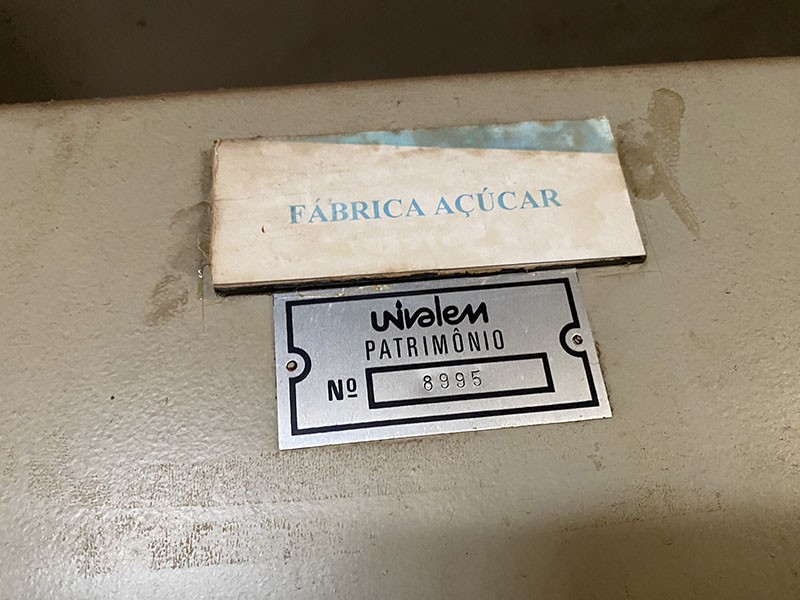 FÁBRICA AÇÚCAR
univalem
PATRIMÔNIO
Nº 8995